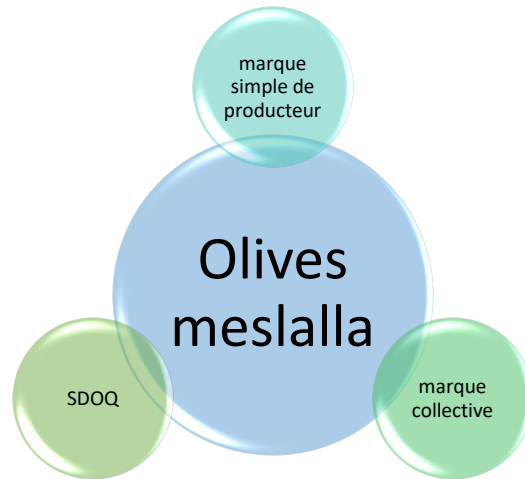 marque
simple de
producteur
Olives
meslalla
SDOQ
marque
collective